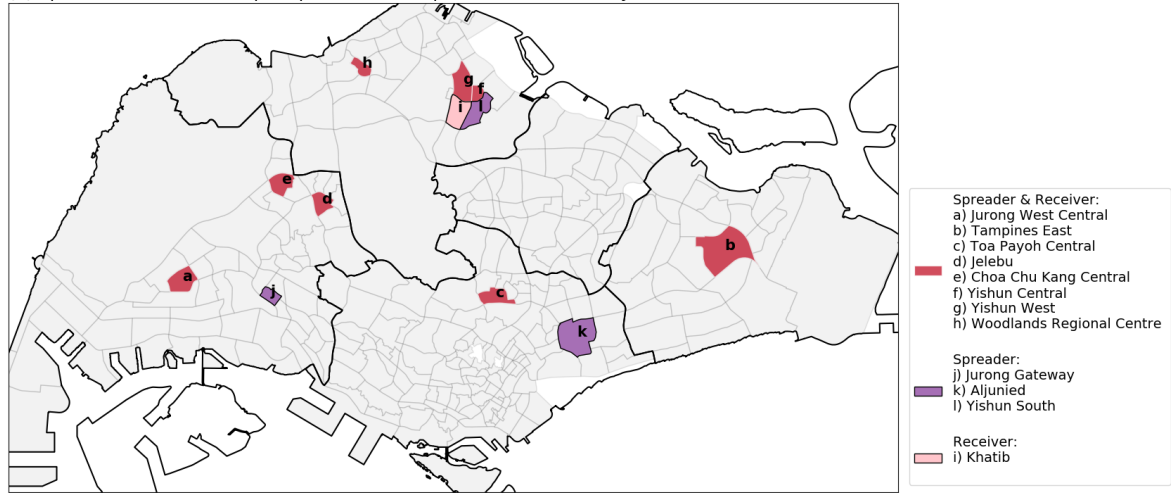 h
g
f
i
l
e
d
b
a
j
c
k
Spreader & Receiver:
a) Jurong West Central
b) Tampines East
c) Toa Payoh Central
d) Jelebu
e) Choa Chu Kang Central
f) Yishun Central
g) Yishun West
h) Woodlands Regional Centre
Spreader:
j) Jurong Gateway
k) Aljunied
l) Yishun South
Receiver:
i) Khatib